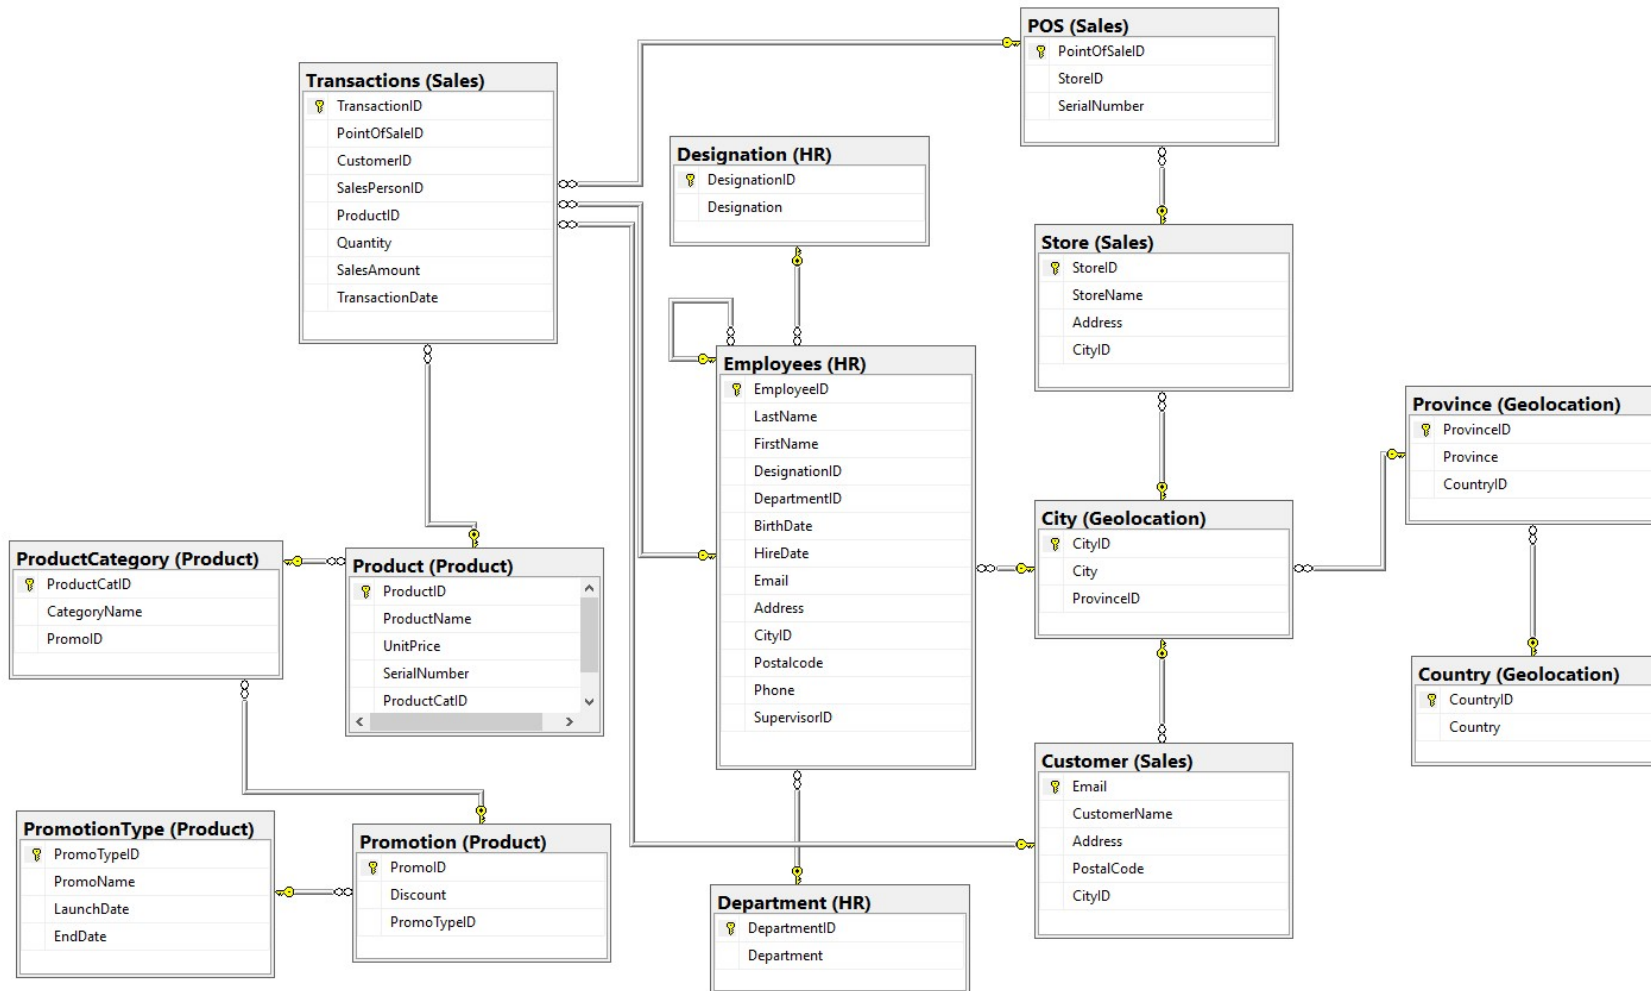 POS (Sales)
PointOfSaleID
StoreID
SerialNumber
Transactions (Sales)
TransactionID
PointOfSaleID
CustomerID
SalesPersonID
ProductID
Quantity
SalesAmount
TransactionDate
Designation (HR)
DesignationID
Designation
Store (Sales)
StoreID
StoreName
Address
CityID
Employees (HR)
EmployeeID
LastName
FirstName
DesignationID
DepartmentID
BirthDate
HireDate
Email
Address
CityID
Postalcode
Phone
SupervisorID
Province (Geolocation)
ProvinceID
Province
CountryID
City (Geolocation)
CityID
City
ProvinceID
ProductCategory (Product)
ProductCatID
CategoryName
PromoID
Product (Product)
ProductID
ProductName
UnitPrice
SerialNumber
ProductCatID
Country (Geolocation)
CountryID
Country
Customer (Sales)
Email
CustomerName
Address
PostalCode
CityID
PromotionType (Product)
PromoTypeID
PromoName
LaunchDate
EndDate
Promotion (Product)
PromoID
Discount
PromoTypeID
Department (HR)
DepartmentID
Department